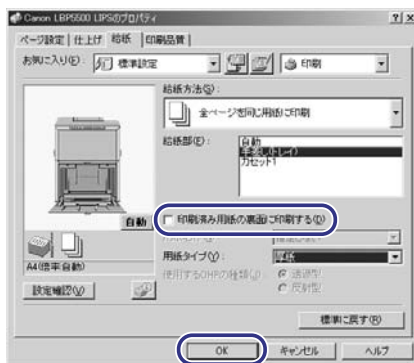 Canon LBP5500 LIPSのプロパティ
ページ設定 仕上げ 給紙 印刷品質
お気に入り(F): 標準設定 印刷
給紙方法(S):
全ページを同じ用紙に印刷
給紙部(E): 自動
手差し(トレイ)
カセット1
自動
印刷済み用紙の裏面に印刷する(D)
A4(倍率自動)
用紙タイプ(Y): 厚紙
使用するOHPの種類(J): 透過型
反射型
設定確認(V)
標準に戻す(R)
OK キャンセル ヘルプ